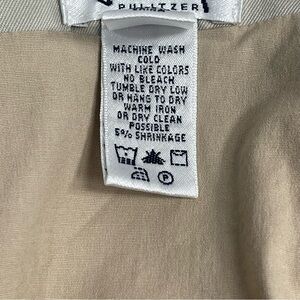 PULITZER
MACHINE WASH
COLD
WITH LIKE COLORS
NO BLEACH
TUMBLE DRY LOW
OR HANG TO DRY
WARM IRON
OR DRY CLEAN
POSSIBLE
5% SHRINKAGE
P